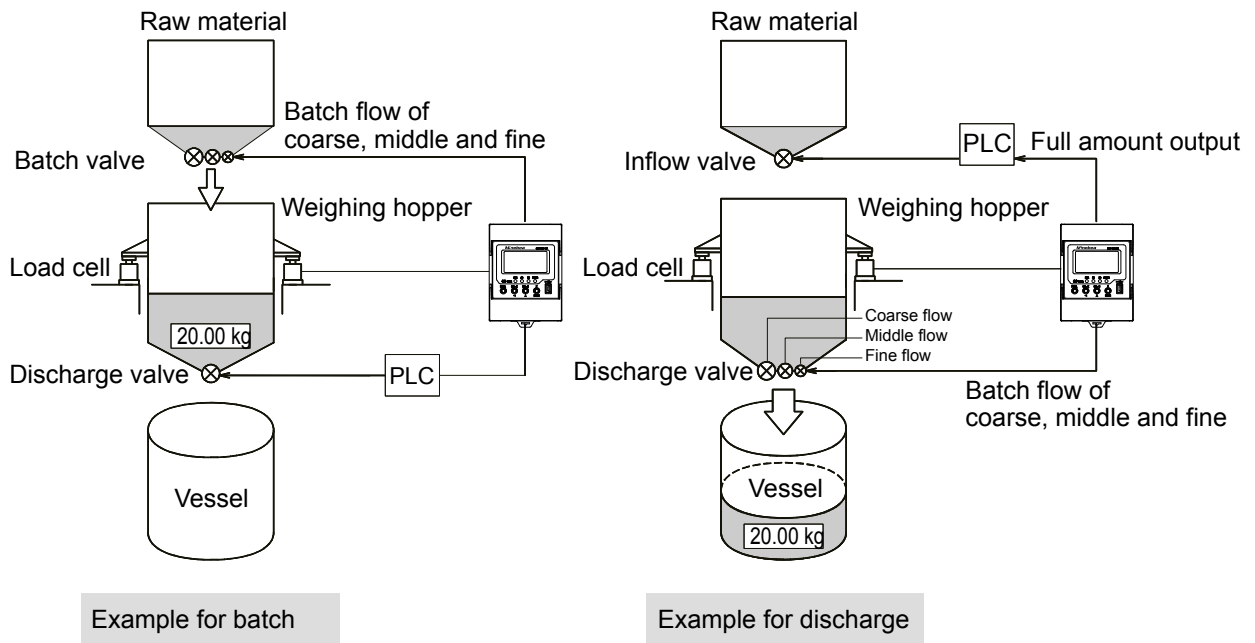 Raw material
Batch flow of
coarse, middle and fine
Batch valve
Weighing hopper
Load cell
20.00 kg
Discharge valve
PLC
Vessel
Example for batch
Raw material
PLC
Full amount output
Inflow valve
Weighing hopper
Load cell
Coarse flow
Middle flow
Fine flow
Discharge valve
Batch flow of
coarse, middle and fine
Vessel
20.00 kg
Example for discharge